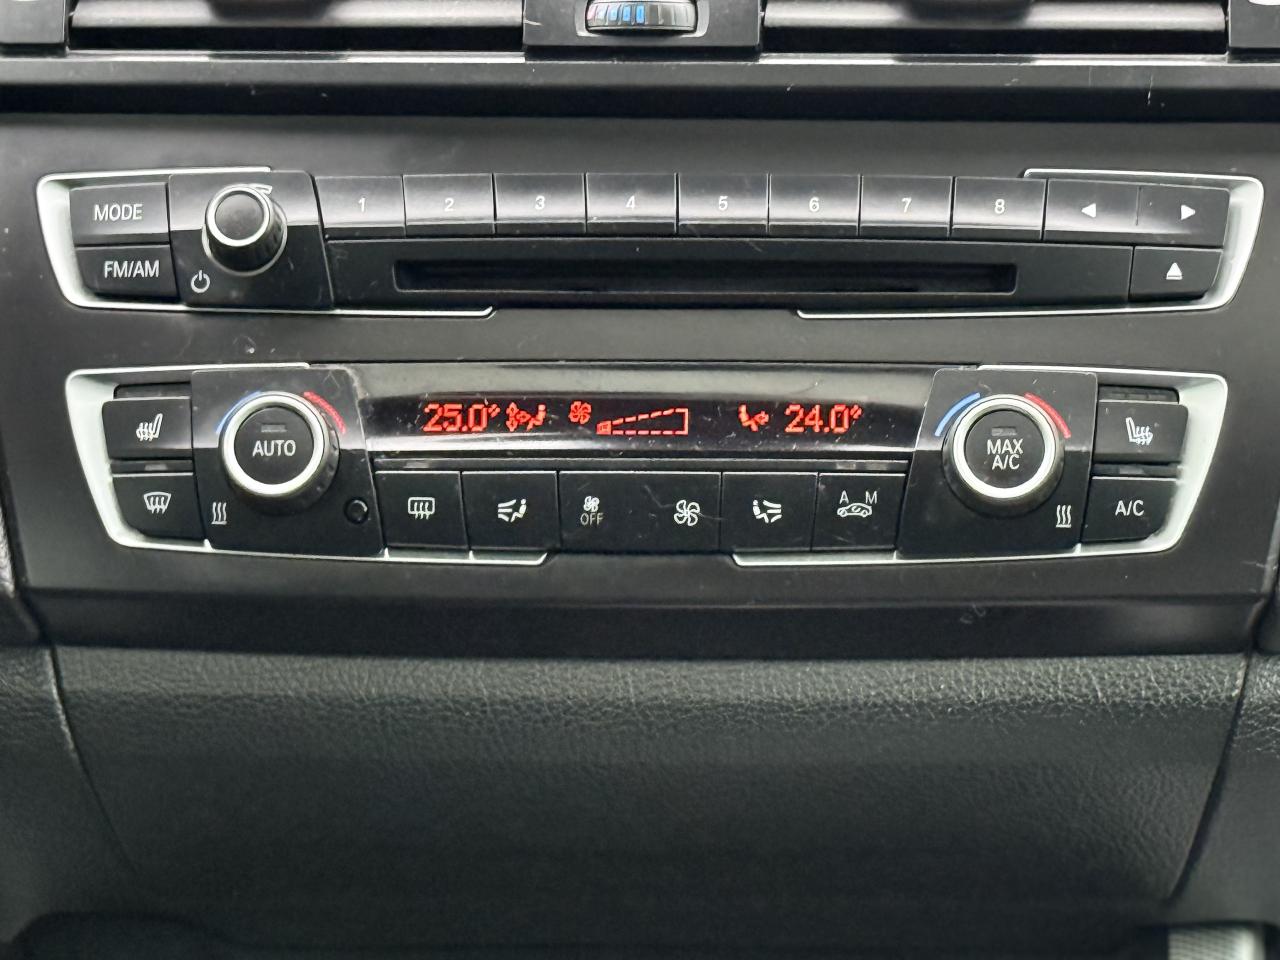 MODE 1 2 3 4 5 6 7 8
FM/AM
25.0° 24.0°
AUTO MAX
A/C
OFF A M A/C